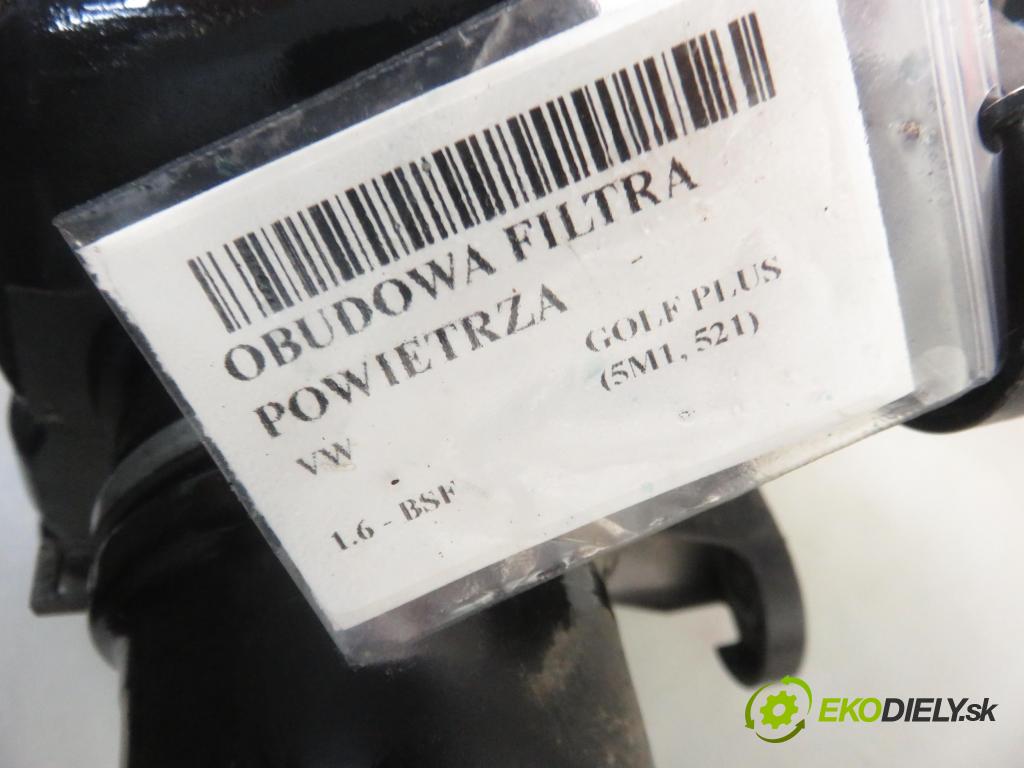 OBUDOWA FILTRA
POWIETRZA
VW
GOLF PLUS
(5M1, 521)
1.6 - BSF
EKODIELY.sk